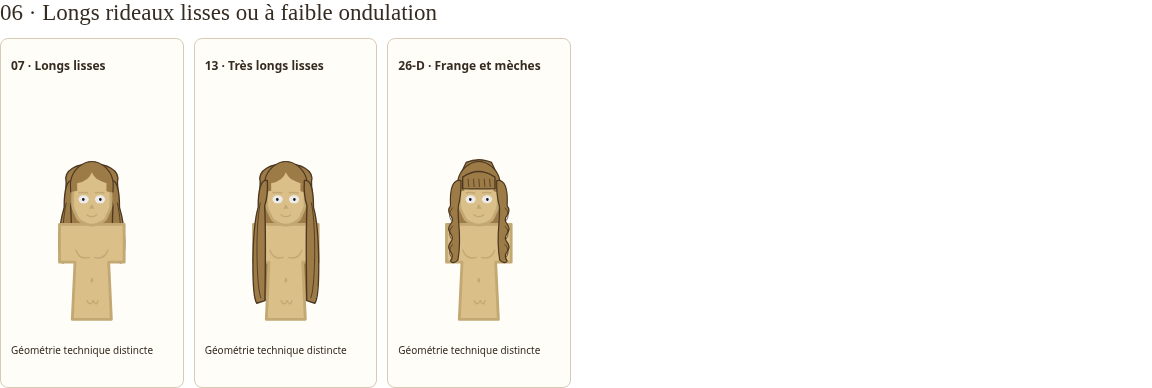 06 · Longs rideaux lisses ou à faible ondulation
07 · Longs lisses
13 · Très longs lisses
26-D · Frange et mèches
Géométrie technique distincte
Géométrie technique distincte
Géométrie technique distincte